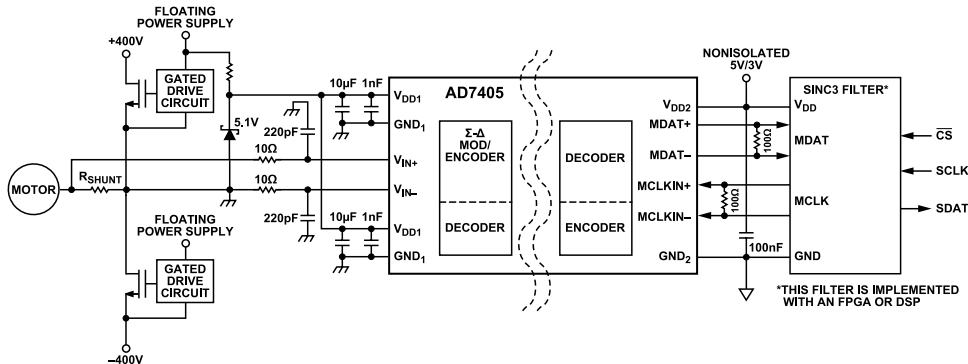 FLOATING
POWER SUPPLY
+400V
GATED
DRIVE
CIRCUIT
5.1V
10µF 1nF
220pF
10Ω
10Ω
220pF
MOTOR
RSHUNT
FLOATING
POWER SUPPLY
GATED
DRIVE
CIRCUIT
–400V
10µF 1nF
AD7405
VDD1
GND1
VIN+
VIN–
VDD1
GND1
Σ-Δ
MOD/
ENCODER
DECODER
DECODER
ENCODER
VDD2
MDAT+
MDAT–
MCLKIN+
MCLKIN–
GND2
NONISOLATED
5V/3V
100Ω
100Ω
100nF
SINC3 FILTER*
VDD
MDAT
MCLK
GND
CS
SCLK
SDAT
*THIS FILTER IS IMPLEMENTED
WITH AN FPGA OR DSP